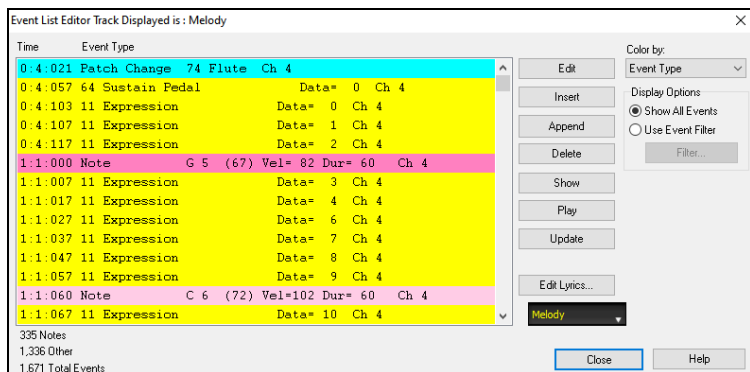 Event List Editor Track Displayed is : Melody
Time Event Type
0:4:021 Patch Change 74 Flute Ch 4
0:4:057 64 Sustain Pedal Data= 0 Ch 4
0:4:103 11 Expression Data= 0 Ch 4
0:4:107 11 Expression Data= 1 Ch 4
0:4:117 11 Expression Data= 2 Ch 4
1:1:000 Note G 5 (67) Vel= 82 Dur= 60 Ch 4
1:1:007 11 Expression Data= 3 Ch 4
1:1:017 11 Expression Data= 4 Ch 4
1:1:027 11 Expression Data= 6 Ch 4
1:1:037 11 Expression Data= 7 Ch 4
1:1:047 11 Expression Data= 8 Ch 4
1:1:057 11 Expression Data= 9 Ch 4
1:1:060 Note C 6 (72) Vel=102 Dur= 60 Ch 4
1:1:067 11 Expression Data= 10 Ch 4
335 Notes
1,336 Other
1,671 Total Events
Edit
Insert
Append
Delete
Show
Play
Update
Edit Lyrics...
Melody
Color by:
Event Type
Display Options
Show All Events
Use Event Filter
Filter...
Close
Help